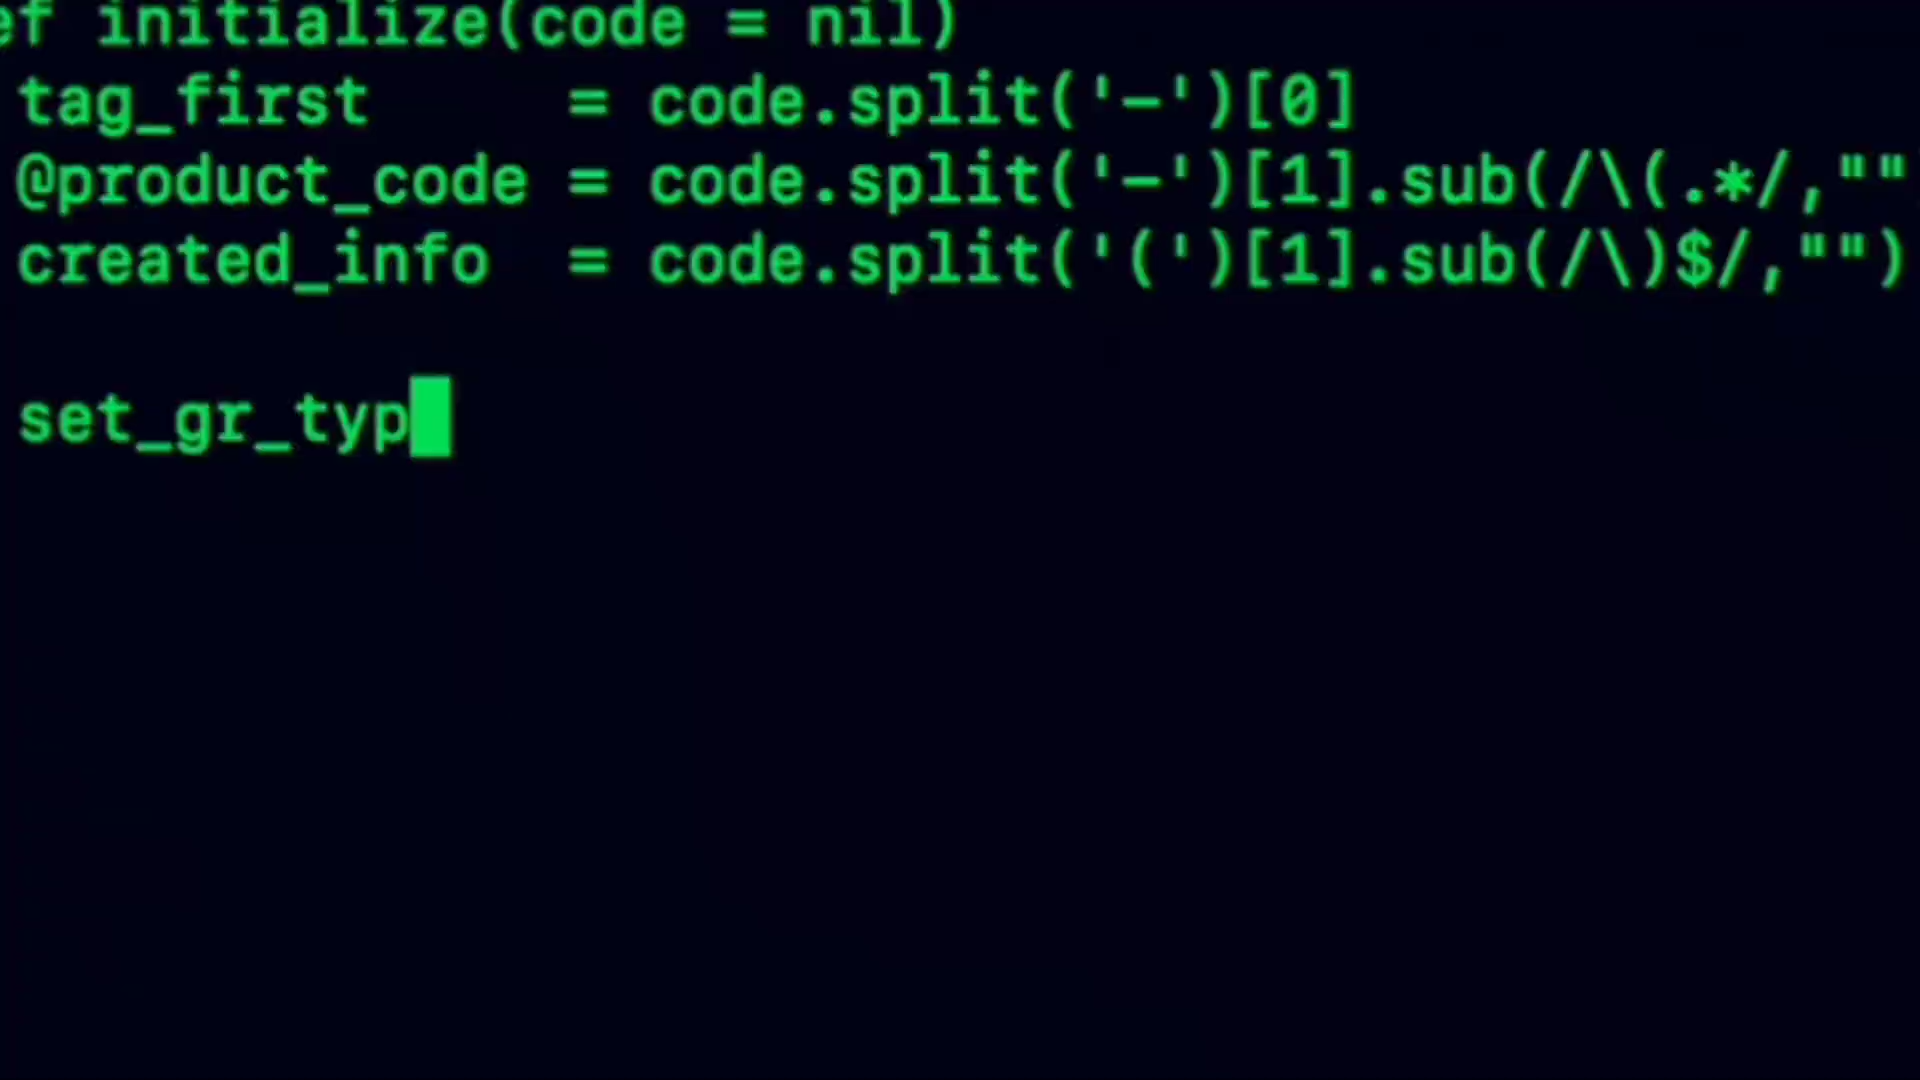 ef initialize(code = nil)
tag_first = code.split('-')[0]
@product_code = code.split('-')[1].sub(/\(.*/,""
created_info = code.split('(')[1].sub(/\)$/,"")
set_gr_typ